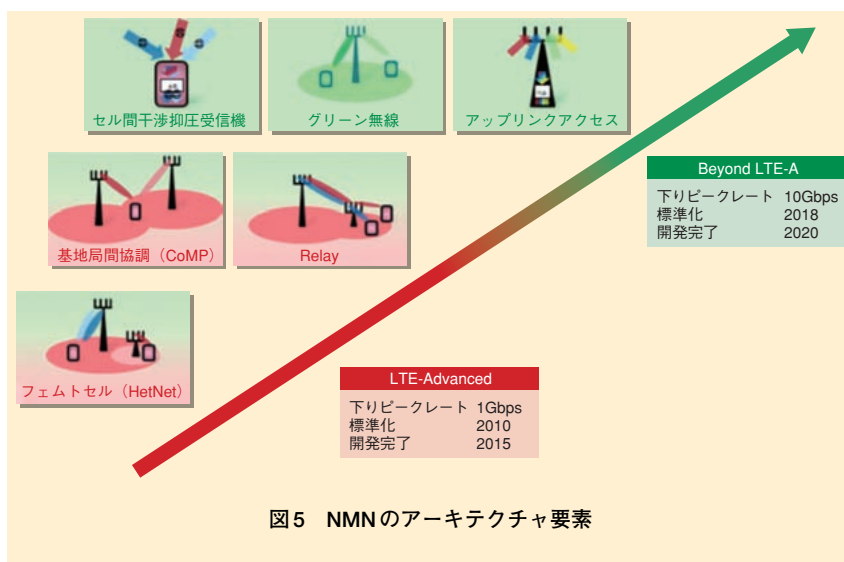 セル間干渉抑圧受信機
グリーン無線
アップリンクアクセス
基地局間協調（CoMP）
Relay
フェムトセル（HetNet）
Beyond LTE-A
下りピークレート 10Gbps
標準化 2018
開発完了 2020
LTE-Advanced
下りピークレート 1Gbps
標準化 2010
開発完了 2015
図5　NMNのアーキテクチャ要素